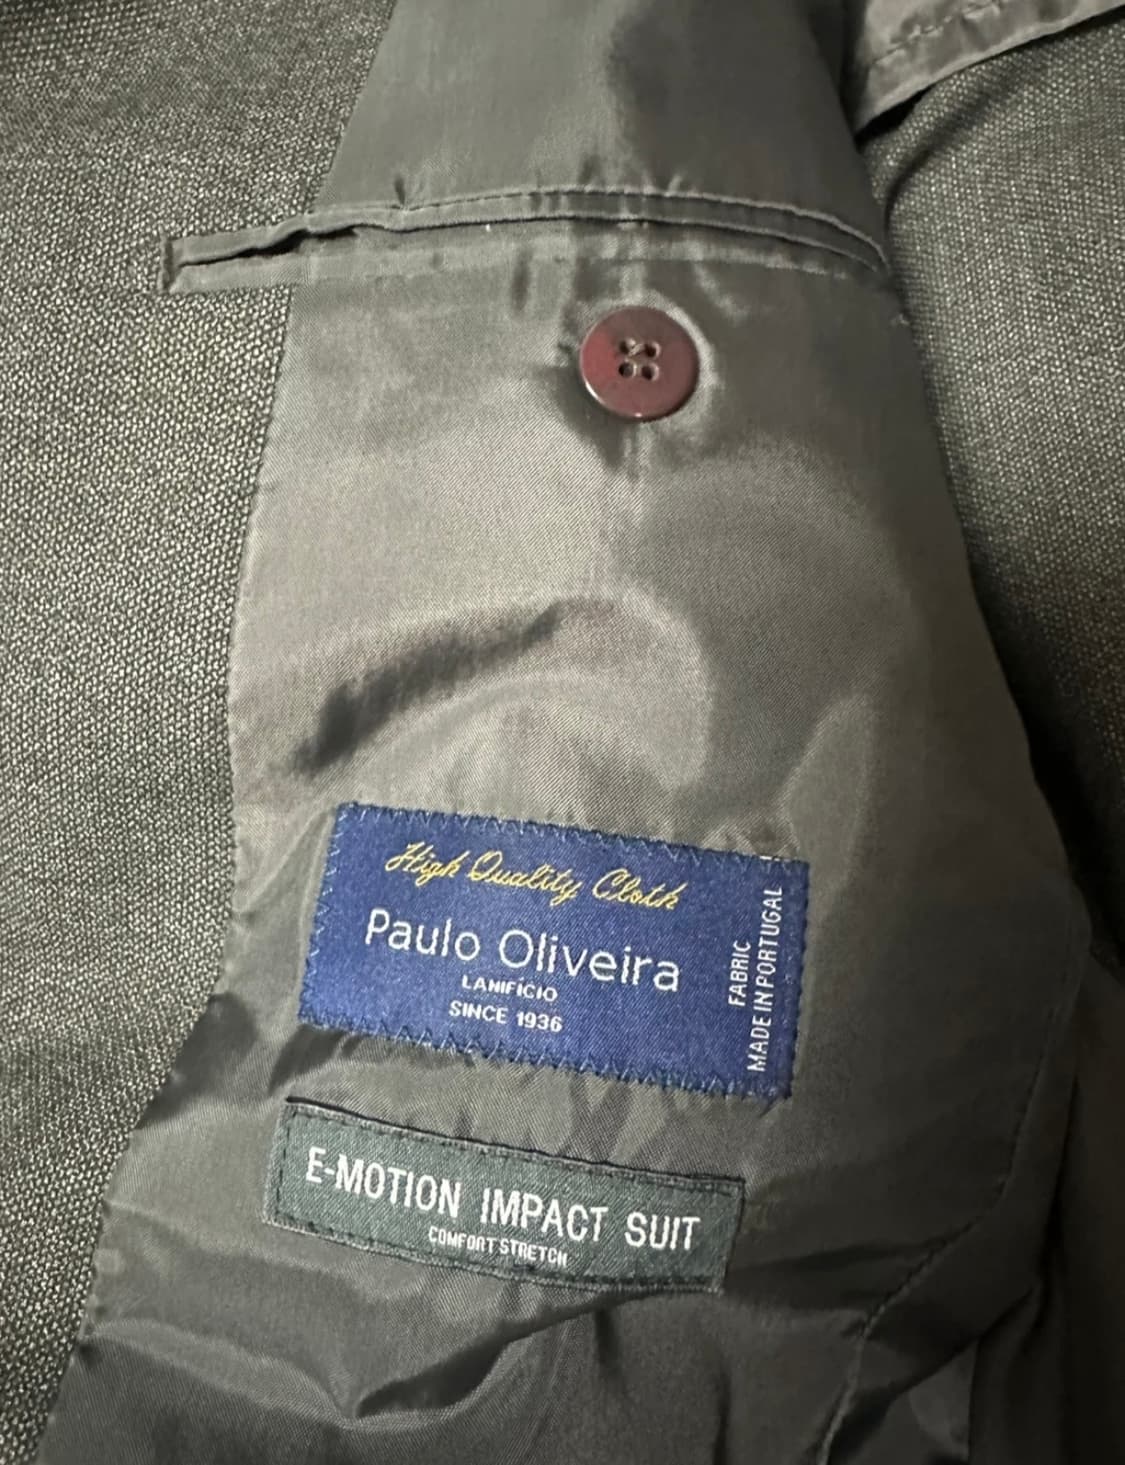 High Quality Cloth
Paulo Oliveira
LANIFÍCIO
SINCE 1936
FABRIC
MADE IN PORTUGAL
E-MOTION IMPACT SUIT
COMFORT STRETCH